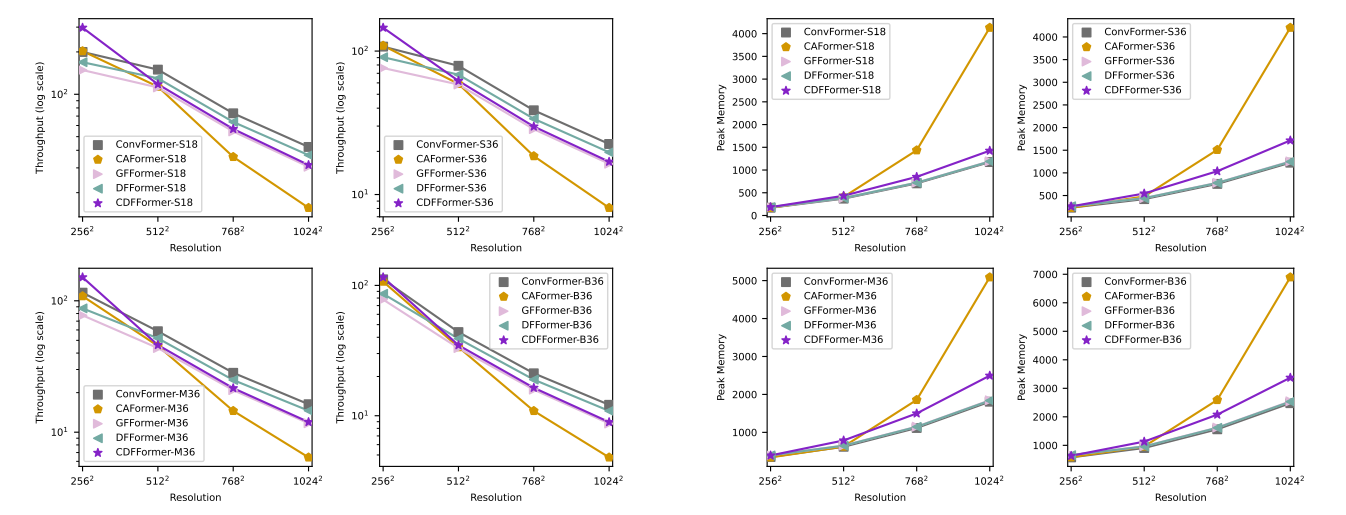 Throughput (log scale)
10²
ConvFormer-S18
CAFormer-S18
GFFormer-S18
DFFormer-S18
CDFFormer-S18
256² 512² 768² 1024²
Resolution
Throughput (log scale)
10²
10¹
ConvFormer-S36
CAFormer-S36
GFFormer-S36
DFFormer-S36
CDFFormer-S36
256² 512² 768² 1024²
Resolution
Peak Memory
4000
3500
3000
2500
2000
1500
1000
500
0
ConvFormer-S18
CAFormer-S18
GFFormer-S18
DFFormer-S18
CDFFormer-S18
256² 512² 768² 1024²
Resolution
Peak Memory
4000
3500
3000
2500
2000
1500
1000
500
ConvFormer-S36
CAFormer-S36
GFFormer-S36
DFFormer-S36
CDFFormer-S36
256² 512² 768² 1024²
Resolution
Throughput (log scale)
10²
10¹
ConvFormer-M36
CAFormer-M36
GFFormer-M36
DFFormer-M36
CDFFormer-M36
256² 512² 768² 1024²
Resolution
Throughput (log scale)
10²
10¹
ConvFormer-B36
CAFormer-B36
GFFormer-B36
DFFormer-B36
CDFFormer-B36
256² 512² 768² 1024²
Resolution
Peak Memory
5000
4000
3000
2000
1000
ConvFormer-M36
CAFormer-M36
GFFormer-M36
DFFormer-M36
CDFFormer-M36
256² 512² 768² 1024²
Resolution
Peak Memory
7000
6000
5000
4000
3000
2000
1000
ConvFormer-B36
CAFormer-B36
GFFormer-B36
DFFormer-B36
CDFFormer-B36
256² 512² 768² 1024²
Resolution